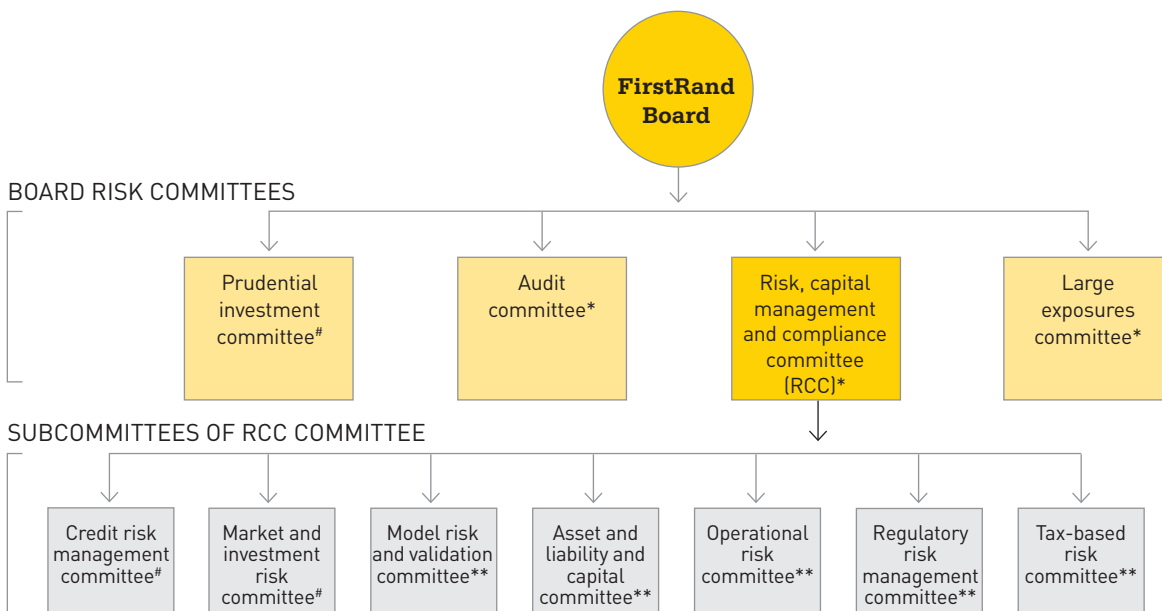 FirstRand
Board
BOARD RISK COMMITTEES
Prudential
investment
committee#
Audit
committee*
Risk, capital
management
and compliance
committee
(RCC)*
Large
exposures
committee*
SUBCOMMITTEES OF RCC COMMITTEE
Credit risk
management
committee#
Market and
investment
risk
committee#
Model risk
and validation
committee**
Asset and
liability and
capital
committee**
Operational
risk
committee**
Regulatory
risk
management
committee**
Tax-based
risk
committee**